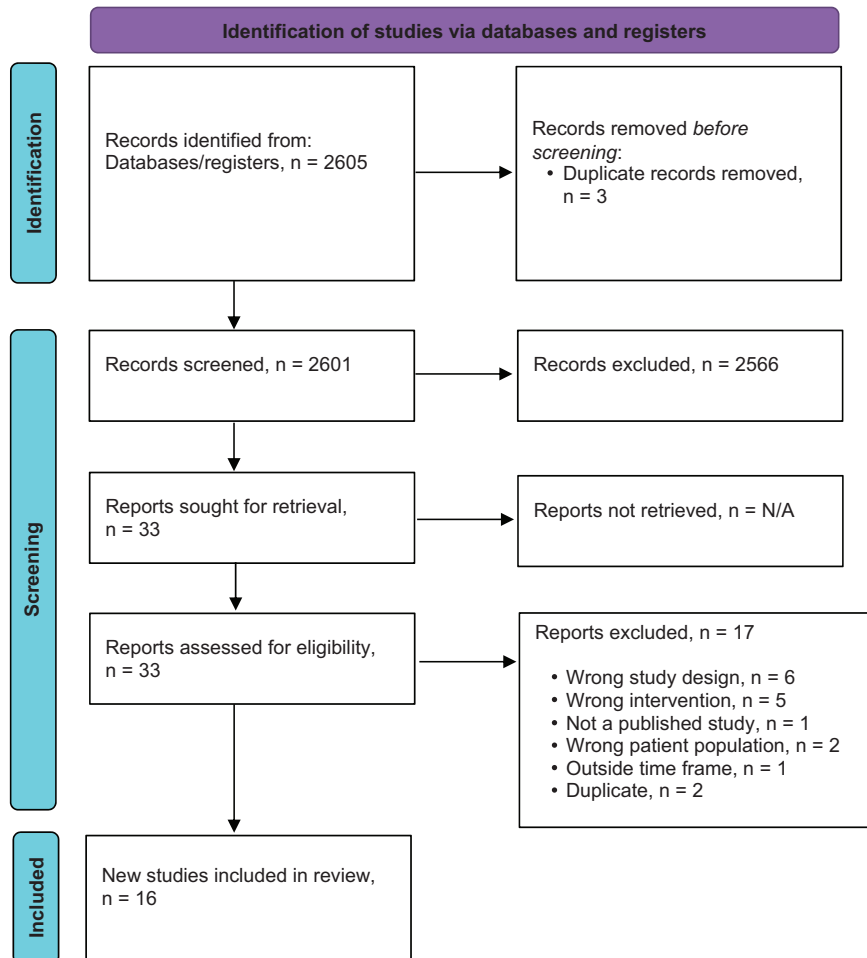 Identification of studies via databases and registers
Identification
Records identified from:
Databases/registers, n = 2605
Records removed before
screening:
• Duplicate records removed,
n = 3
Screening
Records screened, n = 2601
Records excluded, n = 2566
Reports sought for retrieval,
n = 33
Reports not retrieved, n = N/A
Reports assessed for eligibility,
n = 33
Reports excluded, n = 17
• Wrong study design, n = 6
• Wrong intervention, n = 5
• Not a published study, n = 1
• Wrong patient population, n = 2
• Outside time frame, n = 1
• Duplicate, n = 2
Included
New studies included in review,
n = 16